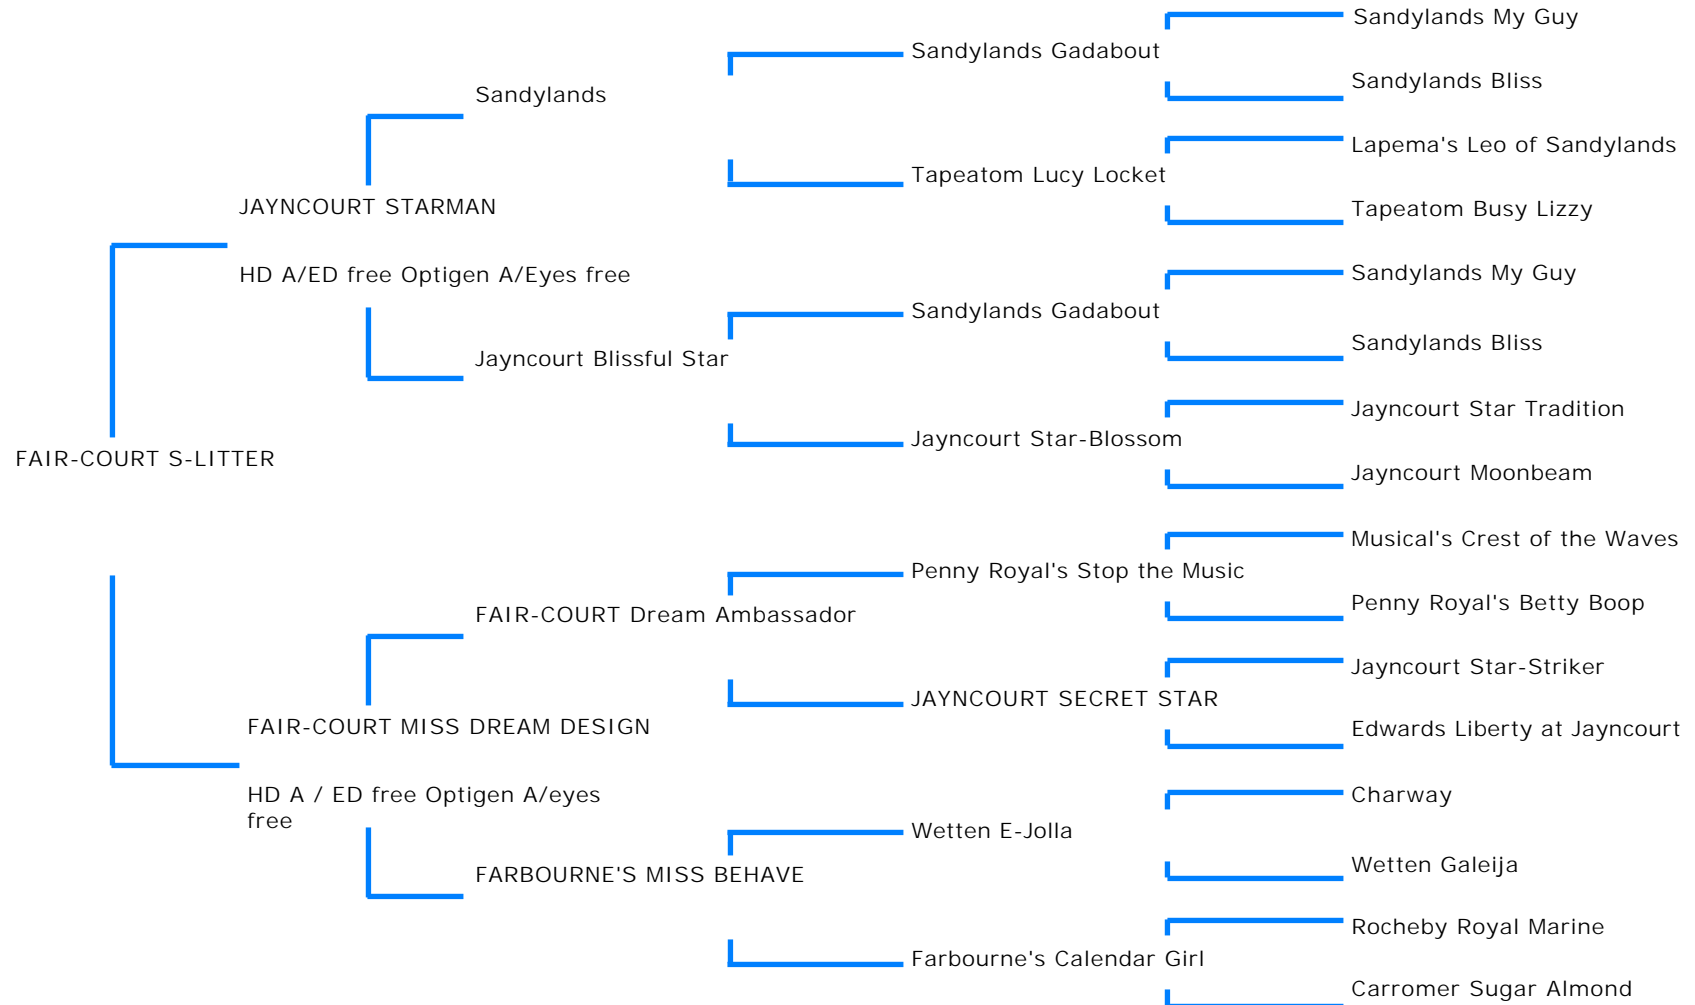 Sandylands My Guy
Sandylands Gadabout
Sandylands Bliss
Sandylands
Lapema's Leo of Sandylands
Tapeatom Lucy Locket
JAYNCOURT STARMAN
Tapeatom Busy Lizzy
HD A/ED free Optigen A/Eyes free
Sandylands My Guy
Sandylands Gadabout
Sandylands Bliss
Jayncourt Blissful Star
Jayncourt Star Tradition
Jayncourt Star-Blossom
FAIR-COURT S-LITTER
Jayncourt Moonbeam
Musical's Crest of the Waves
Penny Royal's Stop the Music
Penny Royal's Betty Boop
FAIR-COURT Dream Ambassador
Jayncourt Star-Striker
JAYNCOURT SECRET STAR
FAIR-COURT MISS DREAM DESIGN
Edwards Liberty at Jayncourt
HD A / ED free Optigen A/eyes
free
Charway
Wetten E-Jolla
Wetten Galeija
FARBOURNE'S MISS BEHAVE
Rocheby Royal Marine
Farbourne's Calendar Girl
Carromer Sugar Almond